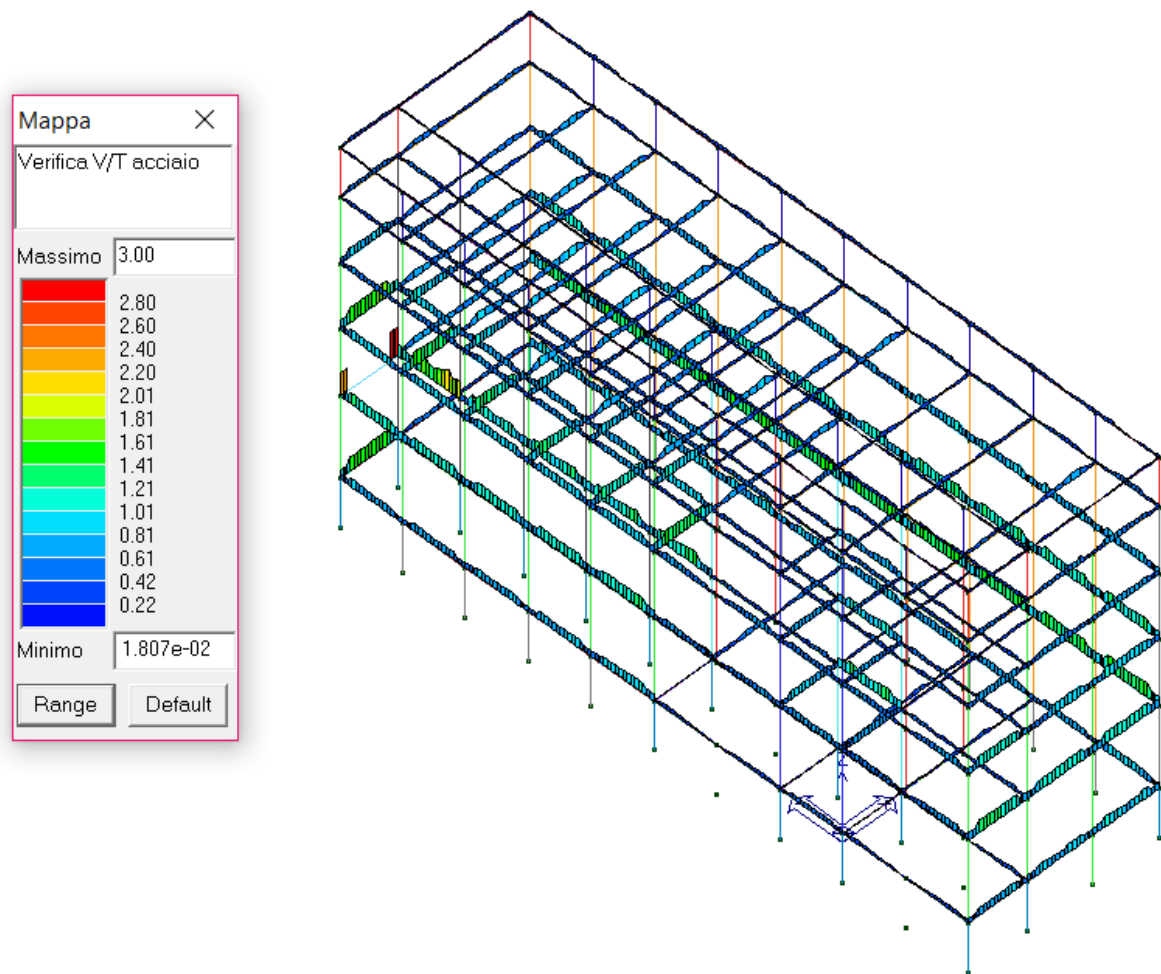 Mappa
Verifica V/T acciaio
Massimo 3.00
2.80
2.60
2.40
2.20
2.01
1.81
1.61
1.41
1.21
1.01
0.81
0.61
0.42
0.22
Minimo 1.807e-02
Range Default